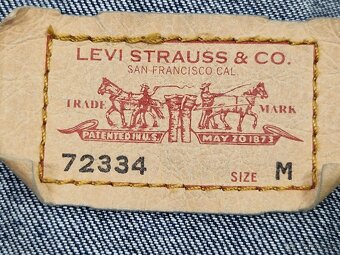 LEVI STRAUSS & CO.
SAN FRANCISCO CAL.
TRADE MARK
PATENTED IN U.S. MAY 20 1873
72334 SIZE M